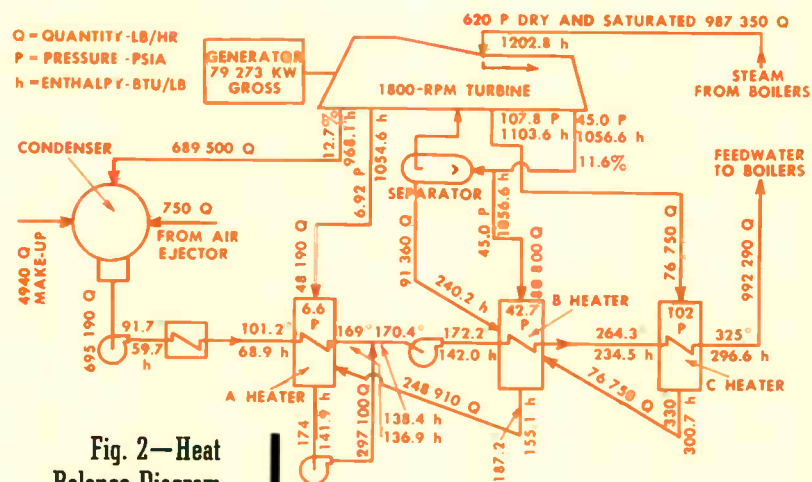 620 P DRY AND SATURATED 987 350 Q
1202.8 h
Q = QUANTITY-LB/HR
P = PRESSURE-PSIA
h = ENTHALPY-BTU/LB
GENERATOR
79 273 KW
GROSS
1800-RPM TURBINE
STEAM
FROM BOILERS
12.7%
968.1 h
1054.6 h
6.92 P
107.8 P
1103.6 h
45.0 P
1056.6 h
11.6%
CONDENSER
689 500 Q
SEPARATOR
FEEDWATER
TO BOILERS
750 Q
FROM AIR
EJECTOR
4940 Q
MAKE-UP
695 190 Q
48 190 Q
91 360 Q
45.0 P
1056.6 h
80 800 Q
76 750 Q
992 290 Q
240.2 h
B HEATER
91.7
59.7 h
101.2°
68.9 h
6.6
P
169°
170.4°
172.2
142.0 h
42.7
P
264.3
234.5 h
102
P
325°
296.6 h
A HEATER
248 910 Q
76 750 Q
C HEATER
138.4 h
136.9 h
174
141.9 h
297 100 Q
187.2
155.1 h
330
300.7 h
Fig. 2—Heat
Balance Diagram